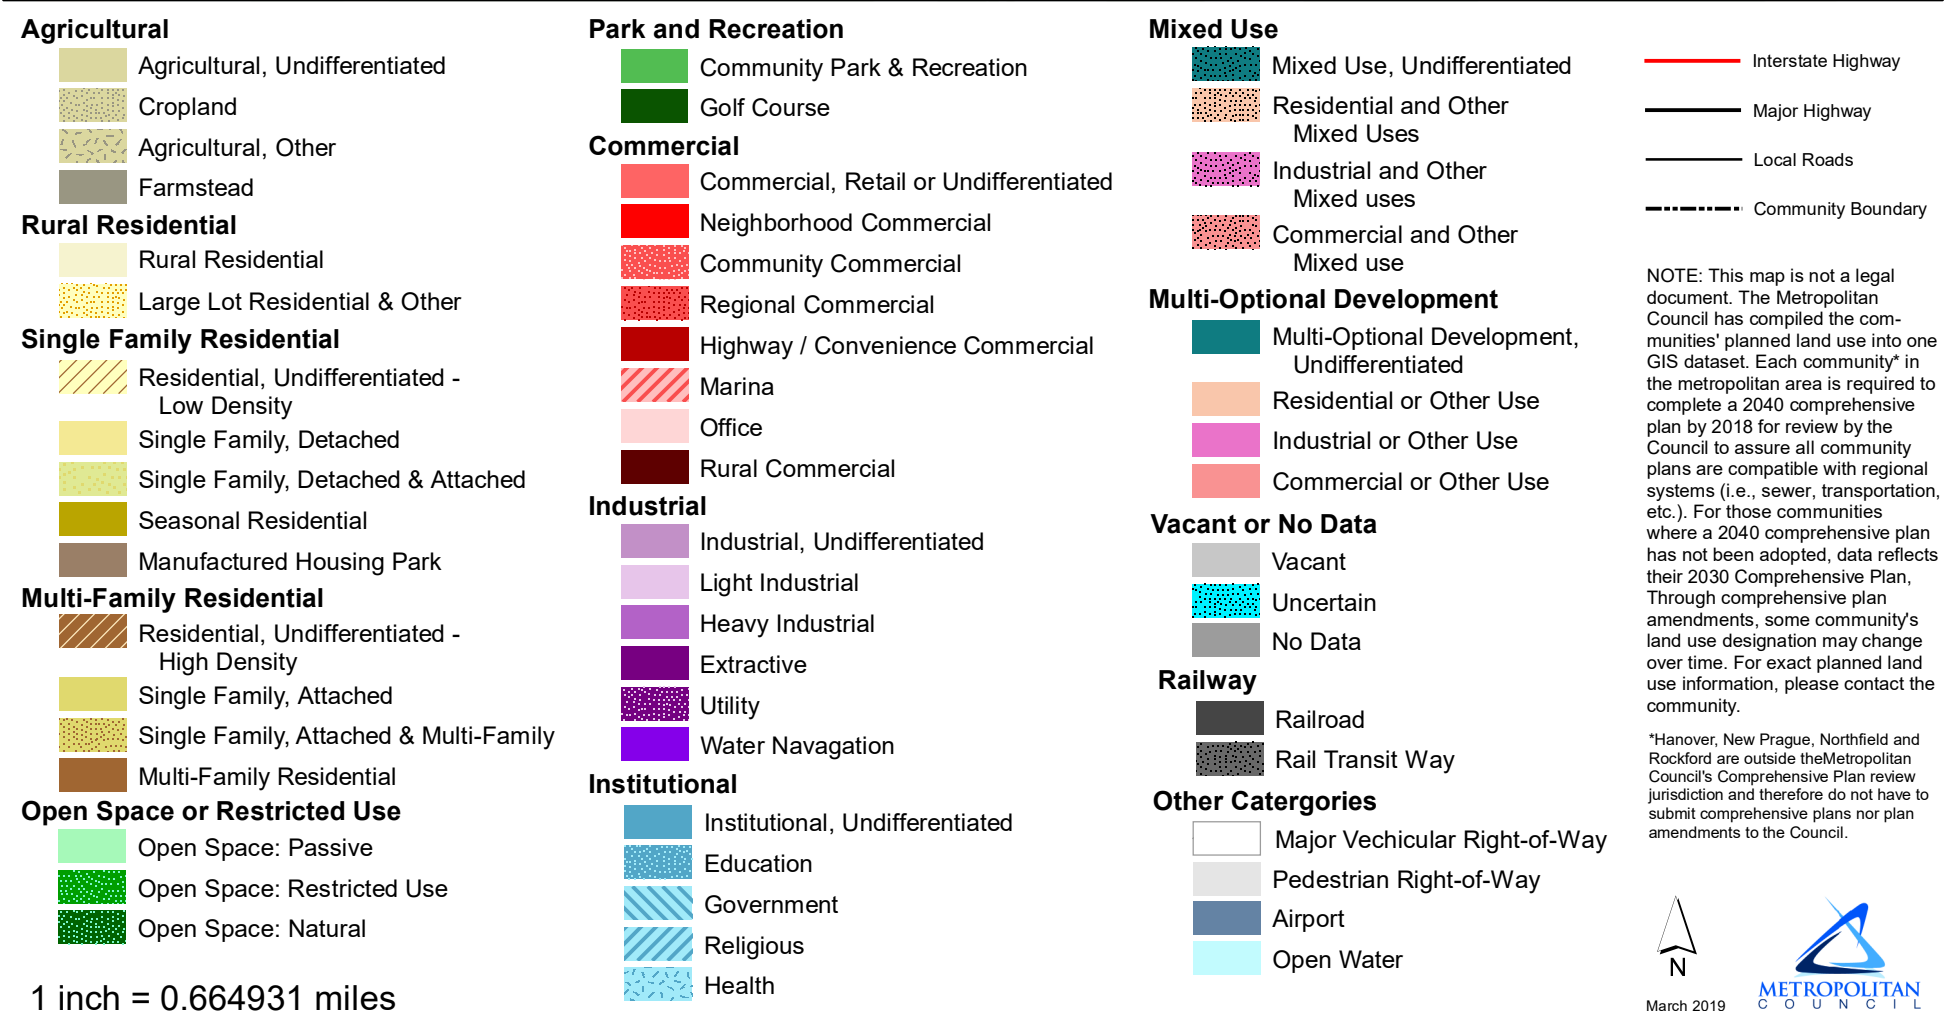 Agricultural
Agricultural, Undifferentiated
Cropland
Agricultural, Other
Farmstead
Rural Residential
Rural Residential
Large Lot Residential & Other
Single Family Residential
Residential, Undifferentiated -
Low Density
Single Family, Detached
Single Family, Detached & Attached
Seasonal Residential
Manufactured Housing Park
Multi-Family Residential
Residential, Undifferentiated -
High Density
Single Family, Attached
Single Family, Attached & Multi-Family
Multi-Family Residential
Open Space or Restricted Use
Open Space: Passive
Open Space: Restricted Use
Open Space: Natural
1 inch = 0.664931 miles
Park and Recreation
Community Park & Recreation
Golf Course
Commercial
Commercial, Retail or Undifferentiated
Neighborhood Commercial
Community Commercial
Regional Commercial
Highway / Convenience Commercial
Marina
Office
Rural Commercial
Industrial
Industrial, Undifferentiated
Light Industrial
Heavy Industrial
Extractive
Utility
Water Navagation
Institutional
Institutional, Undifferentiated
Education
Government
Religious
Health
Mixed Use
Mixed Use, Undifferentiated
Residential and Other
Mixed Uses
Industrial and Other
Mixed uses
Commercial and Other
Mixed use
Multi-Optional Development
Multi-Optional Development,
Undifferentiated
Residential or Other Use
Industrial or Other Use
Commercial or Other Use
Vacant or No Data
Vacant
Uncertain
No Data
Railway
Railroad
Rail Transit Way
Other Catergories
Major Vechicular Right-of-Way
Pedestrian Right-of-Way
Airport
Open Water
Interstate Highway
Major Highway
Local Roads
Community Boundary
NOTE: This map is not a legal
document. The Metropolitan
Council has compiled the com-
munities' planned land use into one
GIS dataset. Each community* in
the metropolitan area is required to
complete a 2040 comprehensive
plan by 2018 for review by the
Council to assure all community
plans are compatible with regional
systems (i.e., sewer, transportation,
etc.). For those communities
where a 2040 comprehensive plan
has not been adopted, data reflects
their 2030 Comprehensive Plan,
Through comprehensive plan
amendments, some community's
land use designation may change
over time. For exact planned land
use information, please contact the
community.
*Hanover, New Prague, Northfield and
Rockford are outside theMetropolitan
Council's Comprehensive Plan review
jurisdiction and therefore do not have to
submit comprehensive plans nor plan
amendments to the Council.
N
March 2019
METROPOLITAN
COUNCIL